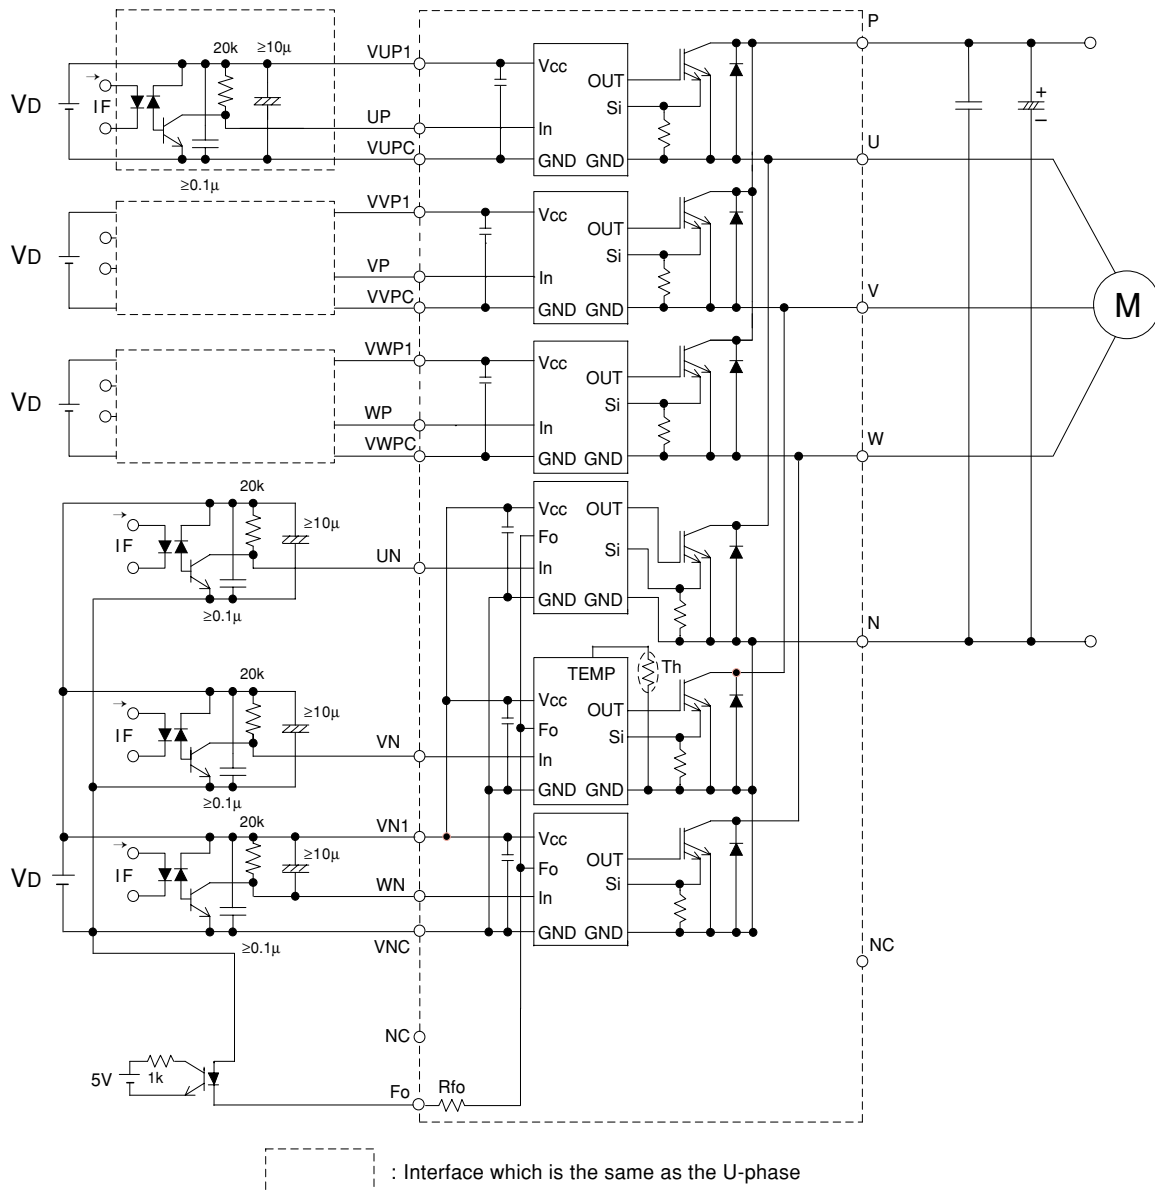 P
20k ≥10µ VUP1
VD IF
Vcc
OUT
Si
UP
In
VUPC
GND GND
U
≥0.1µ
+
–
VD
VVP1
Vcc
OUT
Si
VP
In
VVPC
GND GND
V
M
VD
VWP1
Vcc
OUT
Si
WP
In
VWPC
GND GND
W
20k
≥10µ
IF
UN
≥0.1µ
Vcc OUT
Fo
Si
In
GND GND
N
20k
≥10µ
IF
VN
≥0.1µ
TEMP
Th
Vcc
OUT
Fo
Si
In
GND GND
20k
≥10µ
VD
IF
VN1
WN
≥0.1µ
VNC
Vcc
OUT
Fo
Si
In
GND GND
NC
NC
5V
1k
Fo
Rfo
: Interface which is the same as the U-phase